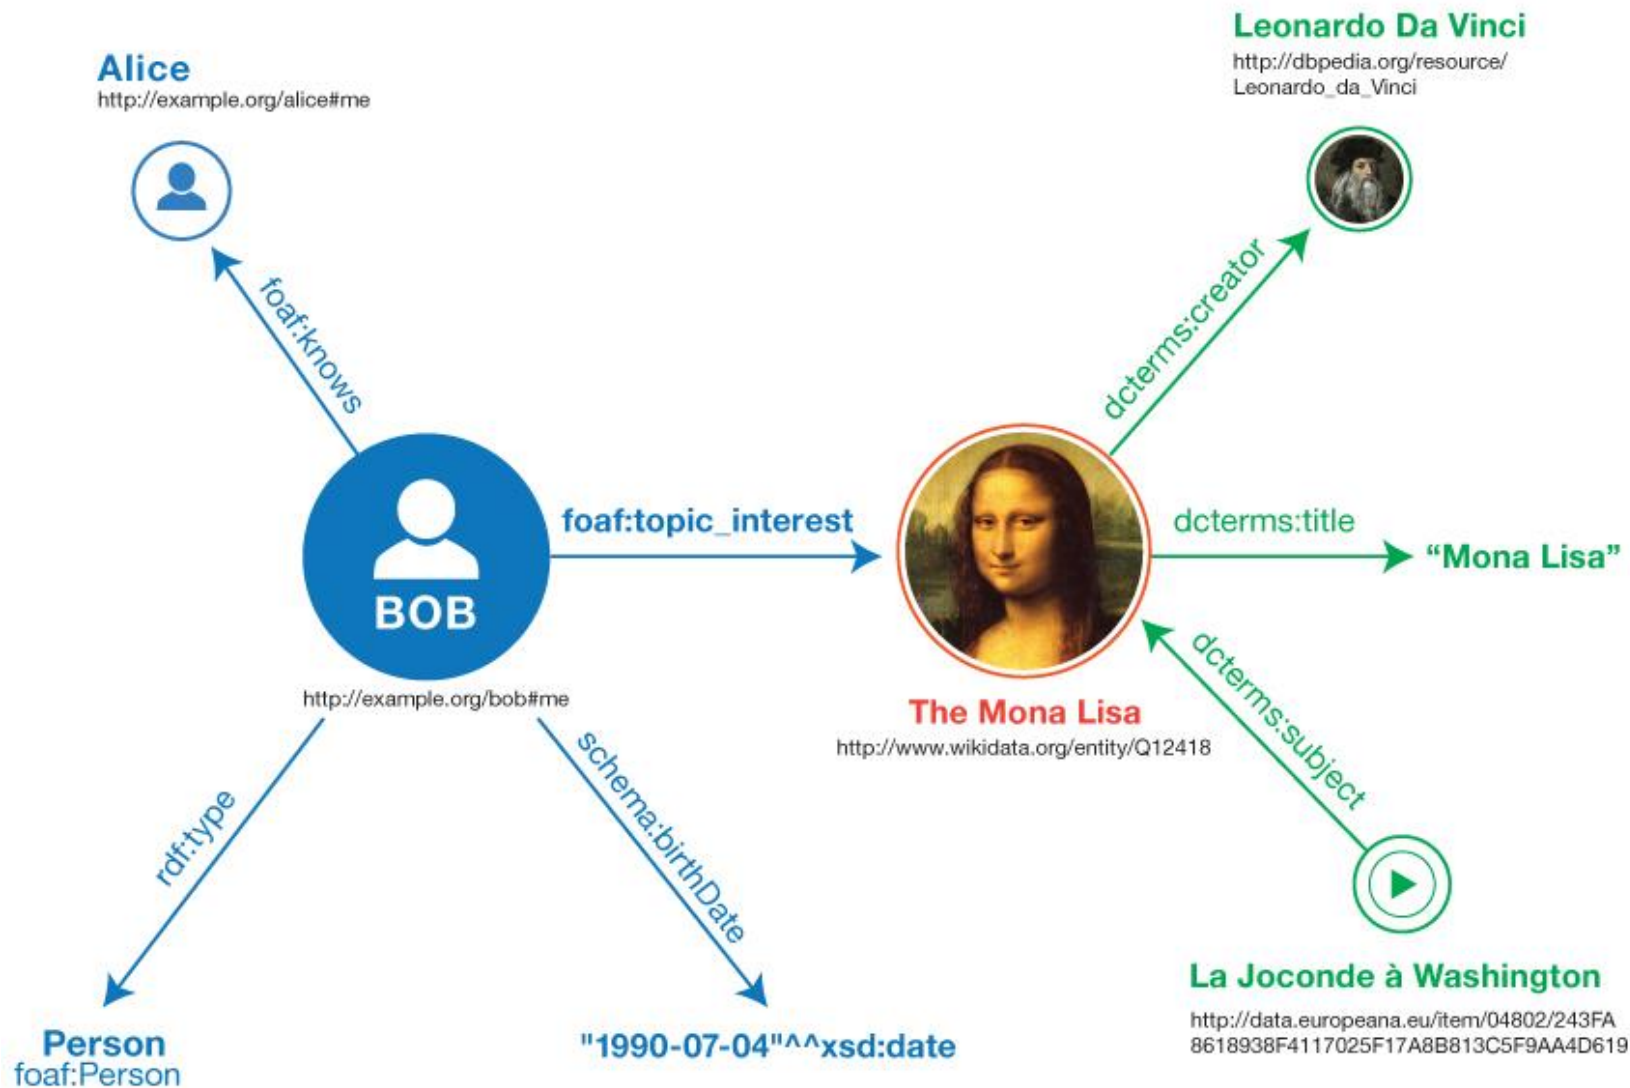 Leonardo Da Vinci
http://dbpedia.org/resource/
Leonardo_da_Vinci
Alice
http://example.org/alice#me
foaf:knows
dcterms:creator
foaf:topic_interest
dcterms:title
“Mona Lisa”
BOB
http://example.org/bob#me
The Mona Lisa
http://www.wikidata.org/entity/Q12418
dcterms:subject
rdf:type
schema:birthDate
La Joconde à Washington
http://data.europeana.eu/item/04802/243FA
8618938F4117025F17A8B813C5F9AA4D619
Person
foaf:Person
"1990-07-04"^^xsd:date